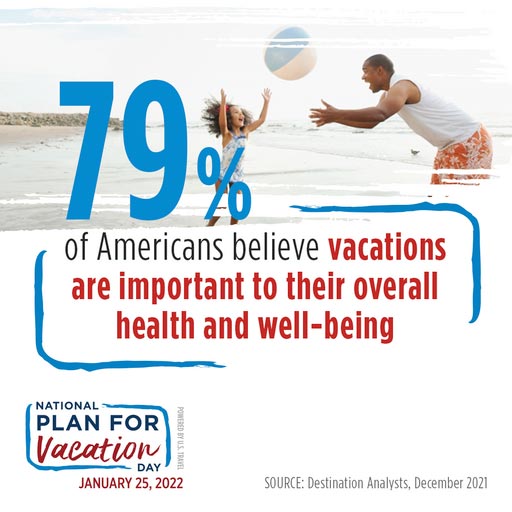 79%
of Americans believe vacations
are important to their overall
health and well-being
NATIONAL
PLAN FOR
Vacation
DAY
POWERED BY U.S. TRAVEL
JANUARY 25, 2022
SOURCE: Destination Analysts, December 2021